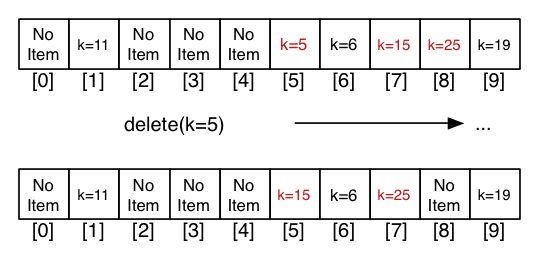 No Item k=11 No Item No Item No Item k=5 k=6 k=15 k=25 k=19
[0] [1] [2] [3] [4] [5] [6] [7] [8] [9]
delete(k=5) ...
No Item k=11 No Item No Item No Item k=15 k=6 k=25 No Item k=19
[0] [1] [2] [3] [4] [5] [6] [7] [8] [9]